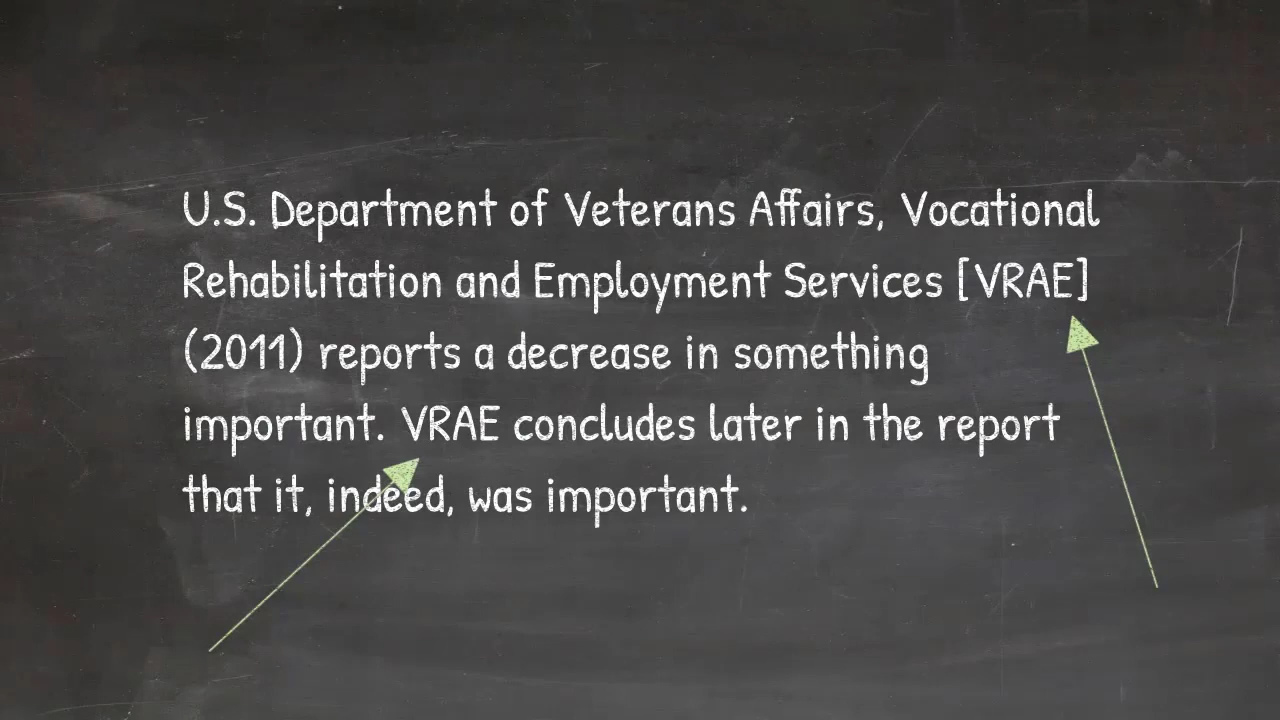 U.S. Department of Veterans Affairs, Vocational
Rehabilitation and Employment Services [VRAE]
(2011) reports a decrease in something
important. VRAE concludes later in the report
that it, indeed, was important.